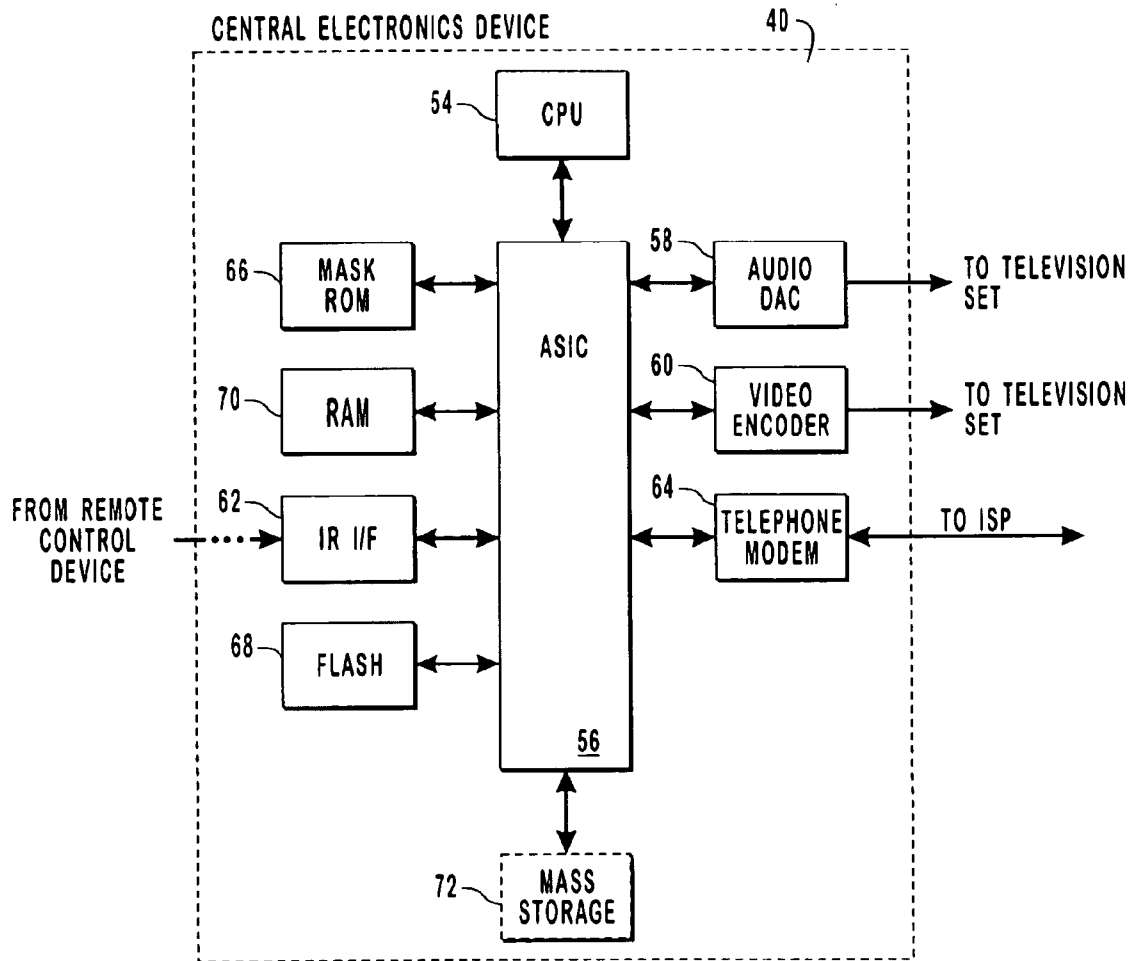 CENTRAL ELECTRONICS DEVICE
40
54
CPU
66
MASK
ROM
58
AUDIO
DAC
TO TELEVISION
SET
ASIC
70
RAM
60
VIDEO
ENCODER
TO TELEVISION
SET
FROM REMOTE
CONTROL
DEVICE
62
IR I/F
64
TELEPHONE
MODEM
TO ISP
68
FLASH
56
72
MASS
STORAGE